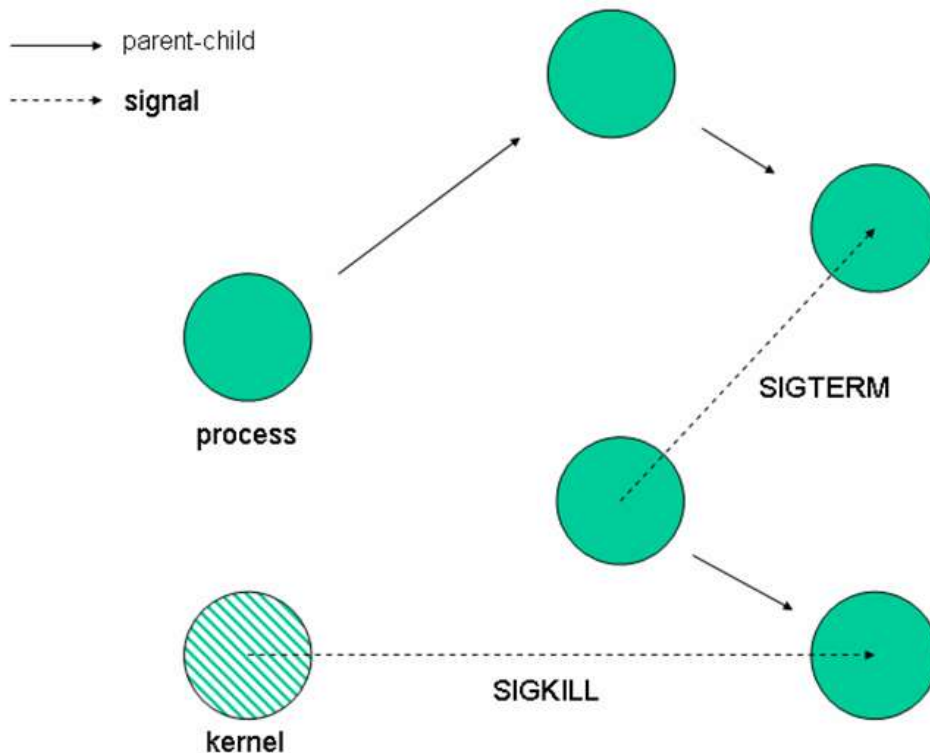 parent-child
signal
process
SIGTERM
SIGKILL
kernel